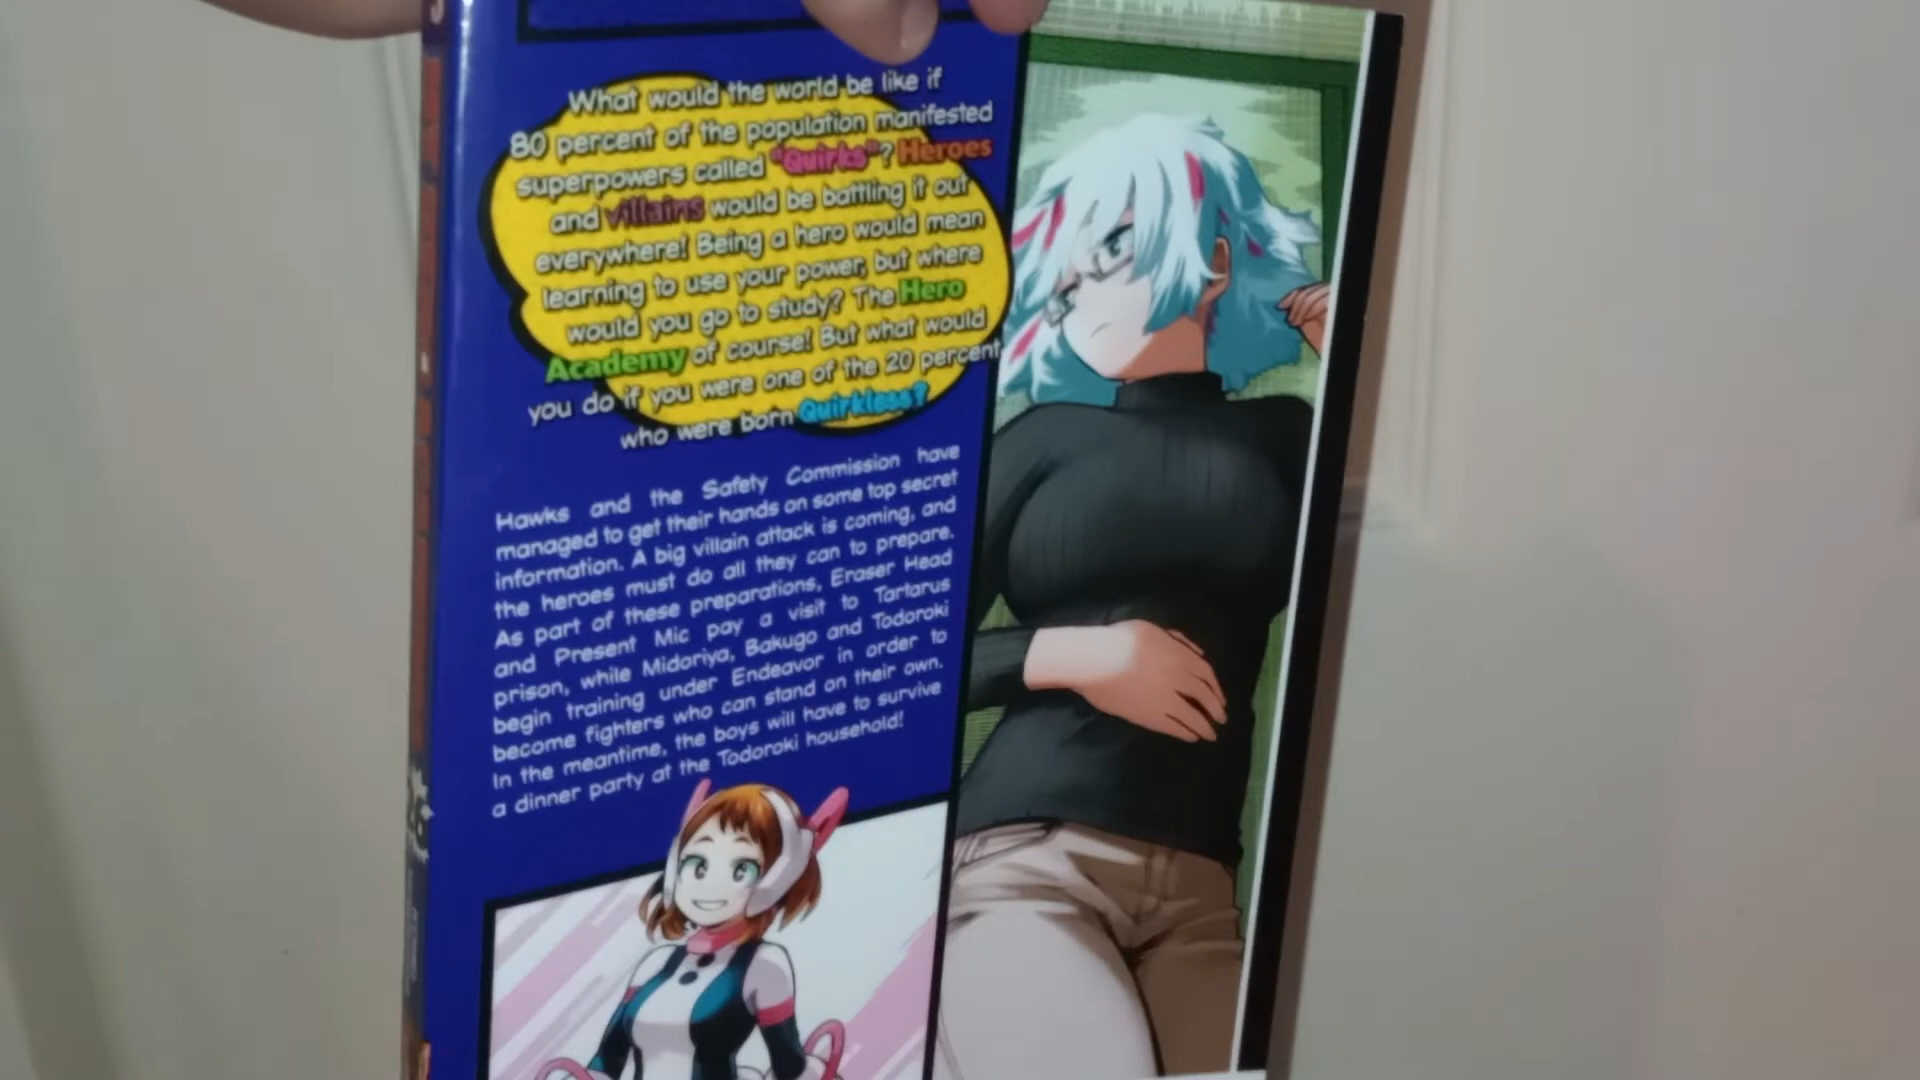 What would the world be like if
80 percent of the population manifested
superpowers called "Quirks"? Heroes
and villains would be battling it out
everywhere! Being a hero would mean
learning to use your power, but where
would you go to study? The Hero
Academy of course! But what would
you do if you were one of the 20 percent
who were born Quirkless?
Hawks and the Safety Commission have
managed to get their hands on some top secret
information. A big villain attack is coming, and
the heroes must do all they can to prepare.
As part of these preparations, Eraser Head
and Present Mic pay a visit to Tartarus
prison, while Midoriya, Bakugo and Todoroki
begin training under Endeavor in order to
become fighters who can stand on their own.
In the meantime, the boys will have to survive
a dinner party at the Todoroki household!